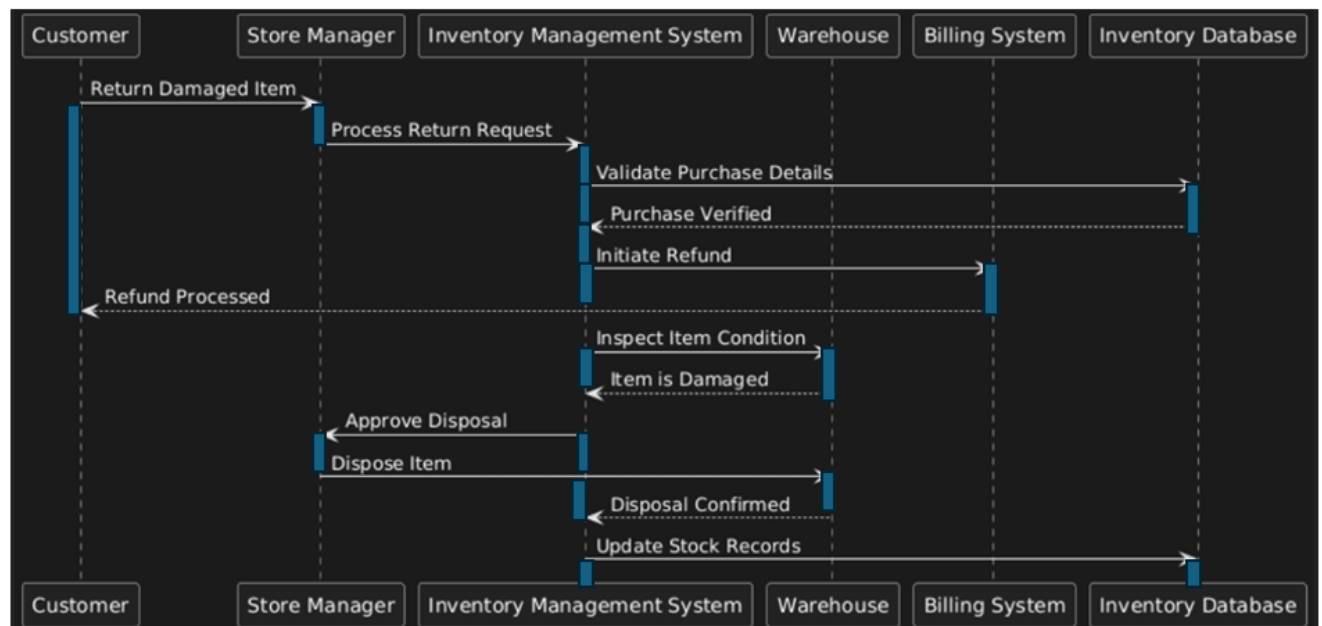 Customer Store Manager Inventory Management System Warehouse Billing System Inventory Database
Return Damaged Item
Process Return Request
Validate Purchase Details
Purchase Verified
Initiate Refund
Refund Processed
Inspect Item Condition
Item is Damaged
Approve Disposal
Dispose Item
Disposal Confirmed
Update Stock Records
Customer Store Manager Inventory Management System Warehouse Billing System Inventory Database